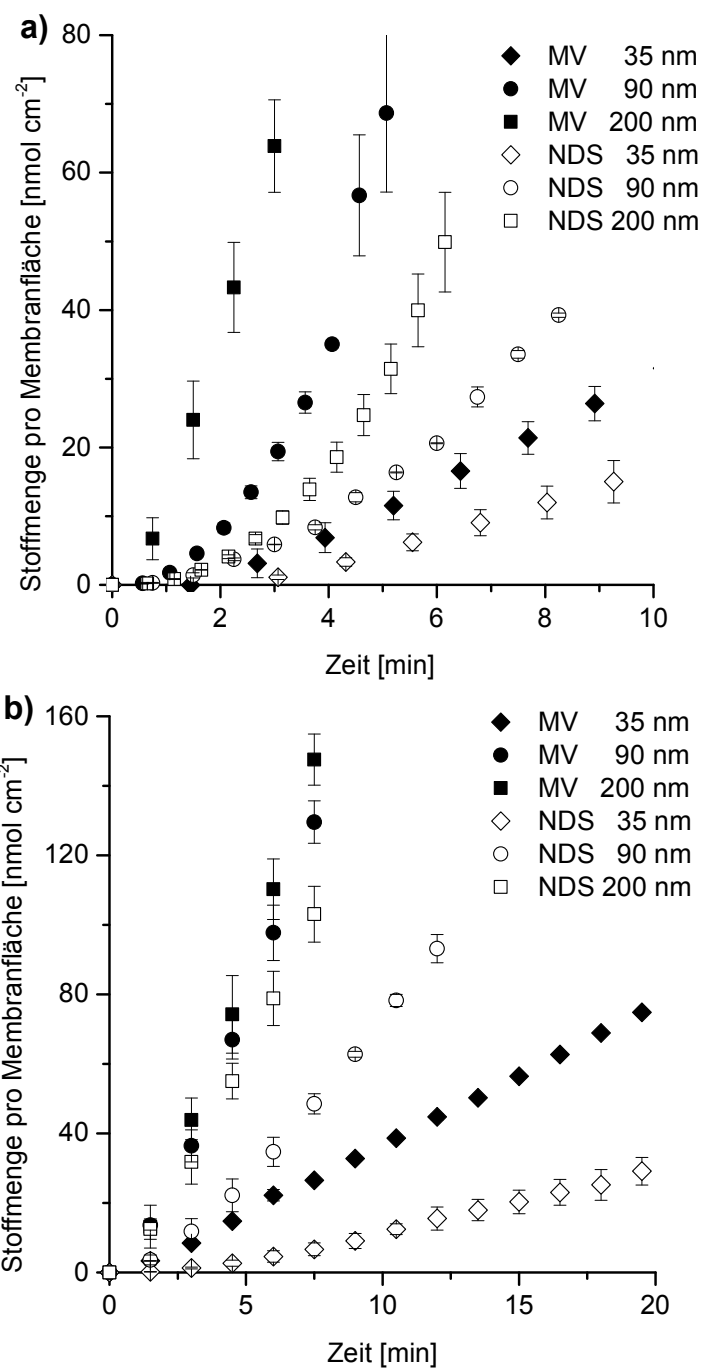 a)
80
60
40
20
0
Stoffmenge pro Membranfläche [nmol cm⁻²]
MV 35 nm
MV 90 nm
MV 200 nm
NDS 35 nm
NDS 90 nm
NDS 200 nm
0 2 4 6 8 10
Zeit [min]
b)
160
120
80
40
0
Stoffmenge pro Membranfläche [nmol cm⁻²]
MV 35 nm
MV 90 nm
MV 200 nm
NDS 35 nm
NDS 90 nm
NDS 200 nm
0 5 10 15 20
Zeit [min]